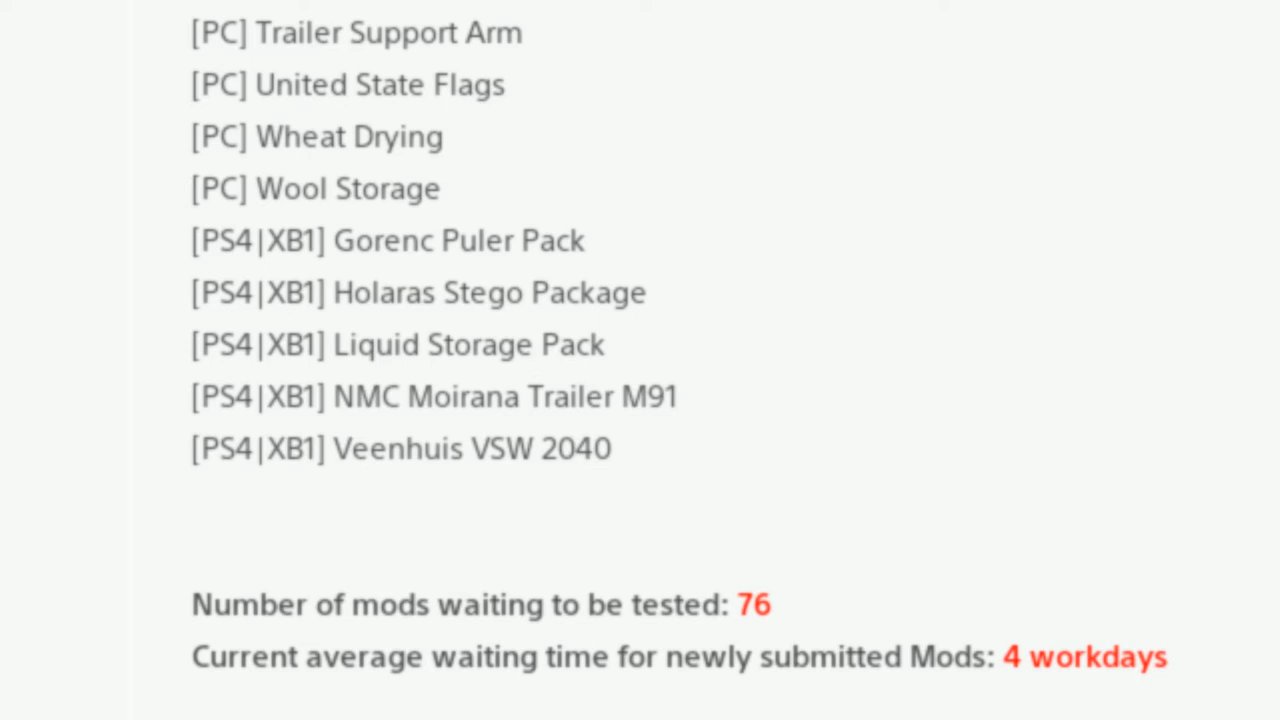 [PC] Trailer Support Arm
[PC] United State Flags
[PC] Wheat Drying
[PC] Wool Storage
[PS4|XB1] Gorenc Puler Pack
[PS4|XB1] Holaras Stego Package
[PS4|XB1] Liquid Storage Pack
[PS4|XB1] NMC Moirana Trailer M91
[PS4|XB1] Veenhuis VSW 2040
Number of mods waiting to be tested: 76
Current average waiting time for newly submitted Mods: 4 workdays